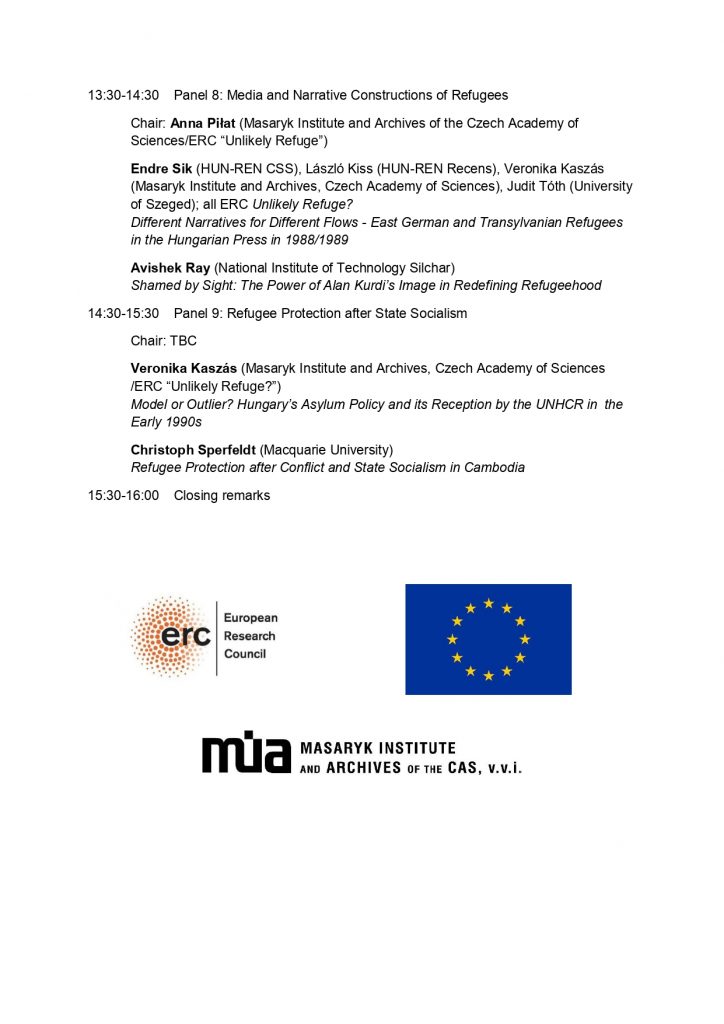 13:30-14:30 Panel 8: Media and Narrative Constructions of Refugees
Chair: Anna Piłat (Masaryk Institute and Archives of the Czech Academy of
Sciences/ERC “Unlikely Refuge”)
Endre Sik (HUN-REN CSS), László Kiss (HUN-REN Recens), Veronika Kaszás
(Masaryk Institute and Archives, Czech Academy of Sciences), Judit Tóth (University
of Szeged); all ERC Unlikely Refuge?
Different Narratives for Different Flows - East German and Transylvanian Refugees
in the Hungarian Press in 1988/1989
Avishek Ray (National Institute of Technology Silchar)
Shamed by Sight: The Power of Alan Kurdi’s Image in Redefining Refugeehood
14:30-15:30 Panel 9: Refugee Protection after State Socialism
Chair: TBC
Veronika Kaszás (Masaryk Institute and Archives, Czech Academy of Sciences
/ERC “Unlikely Refuge?”)
Model or Outlier? Hungary’s Asylum Policy and its Reception by the UNHCR in the
Early 1990s
Christoph Sperfeldt (Macquarie University)
Refugee Protection after Conflict and State Socialism in Cambodia
15:30-16:00 Closing remarks
erc
European
Research
Council
mia
MASARYK INSTITUTE
AND ARCHIVES OF THE CAS, v.v.i.